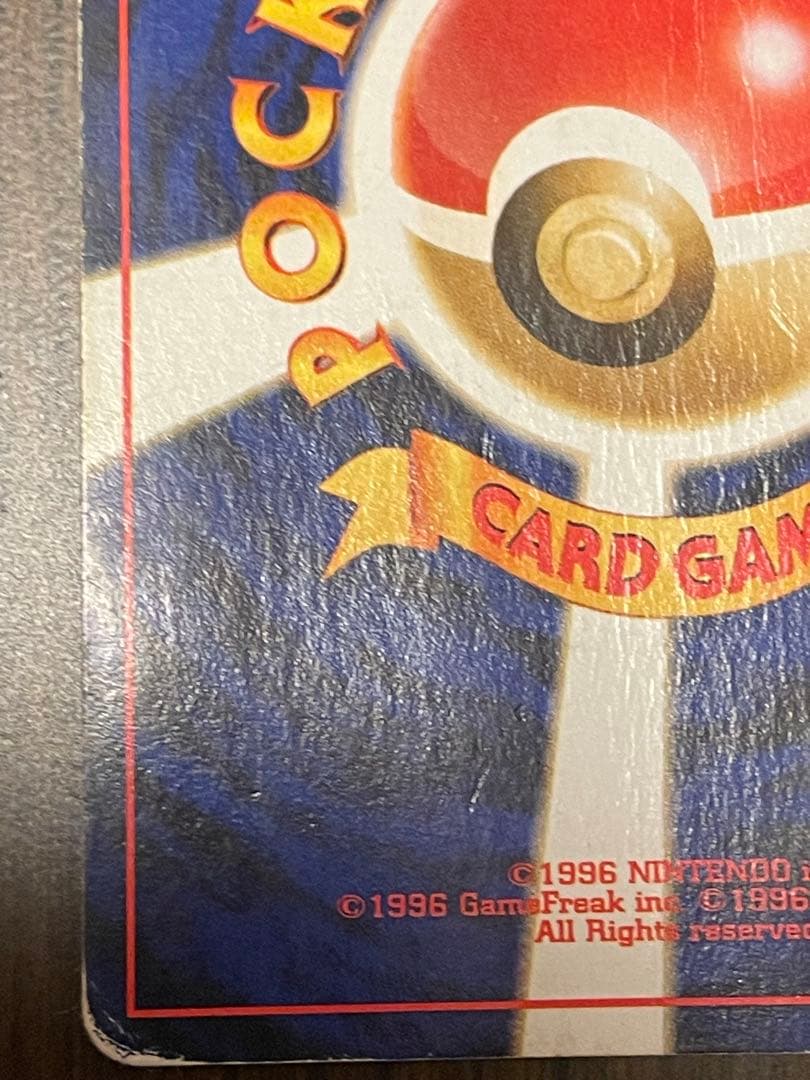 POCK
CARD GAM
©1996 NINTENDO
©1996 GameFreak inc. ©1996
All Rights reserved